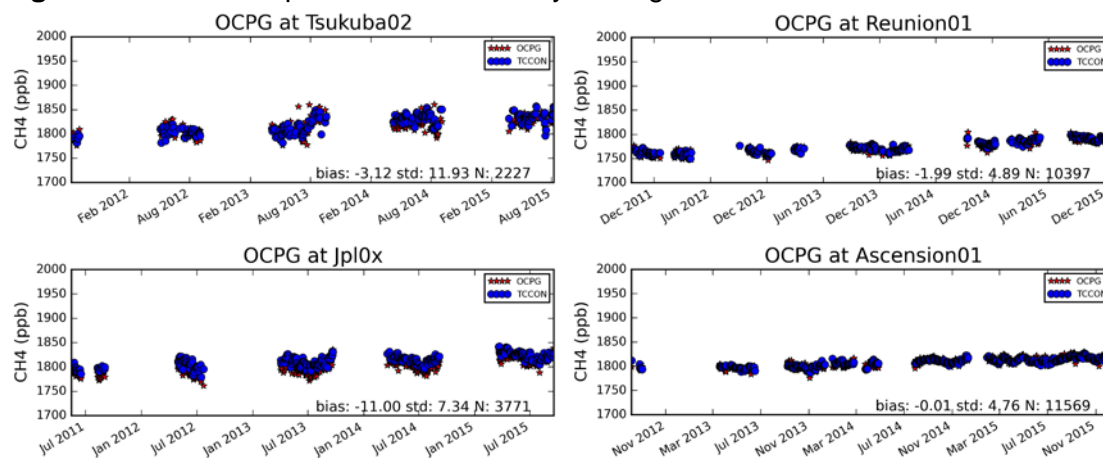 OCPG at Tsukuba02
2000
1950
1900
1850
1800
1750
1700
CH4 (ppb)
OCPG
TCCON
bias: -3.12 std: 11.93 N: 2227
Feb 2012
Aug 2012
Feb 2013
Aug 2013
Feb 2014
Aug 2014
Feb 2015
Aug 2015
OCPG at Reunion01
2000
1950
1900
1850
1800
1750
1700
CH4 (ppb)
OCPG
TCCON
bias: -1.99 std: 4.89 N: 10397
Dec 2011
Jun 2012
Dec 2012
Jun 2013
Dec 2013
Jun 2014
Dec 2014
Jun 2015
Dec 2015
OCPG at Jpl0x
2000
1950
1900
1850
1800
1750
1700
CH4 (ppb)
OCPG
TCCON
bias: -11.00 std: 7.34 N: 3771
Jul 2011
Jan 2012
Jul 2012
Jan 2013
Jul 2013
Jan 2014
Jul 2014
Jan 2015
Jul 2015
OCPG at Ascension01
2000
1950
1900
1850
1800
1750
1700
CH4 (ppb)
OCPG
TCCON
bias: -0.01 std: 4.76 N: 11569
Nov 2012
Mar 2013
Jul 2013
Nov 2013
Mar 2014
Jul 2014
Nov 2014
Mar 2015
Jul 2015
Nov 2015